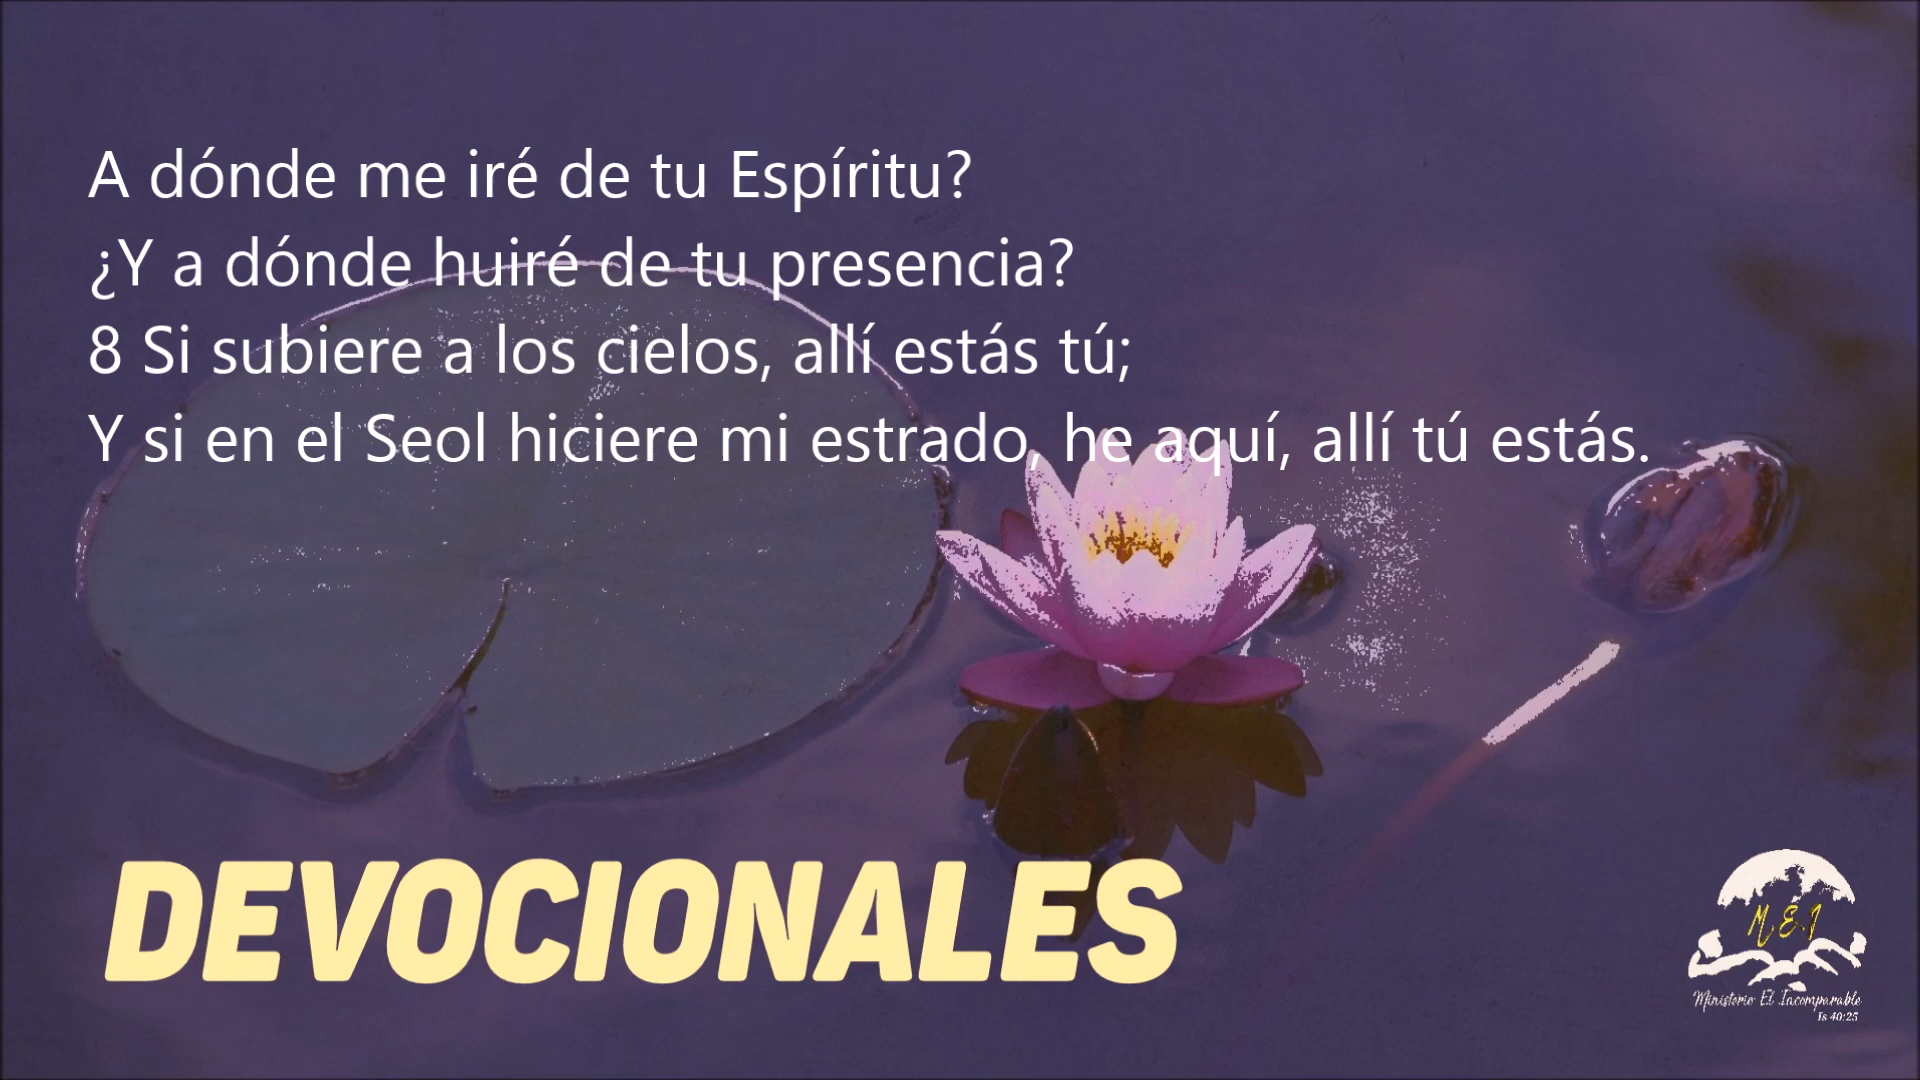 A dónde me iré de tu Espíritu?
¿Y a dónde huiré de tu presencia?
8 Si subiere a los cielos, allí estás tú;
Y si en el Seol hiciere mi estrado, he aquí, allí tú estás.
DEVOCIONALES
M.E.I
Ministerio El Incomparable
Is 40:25